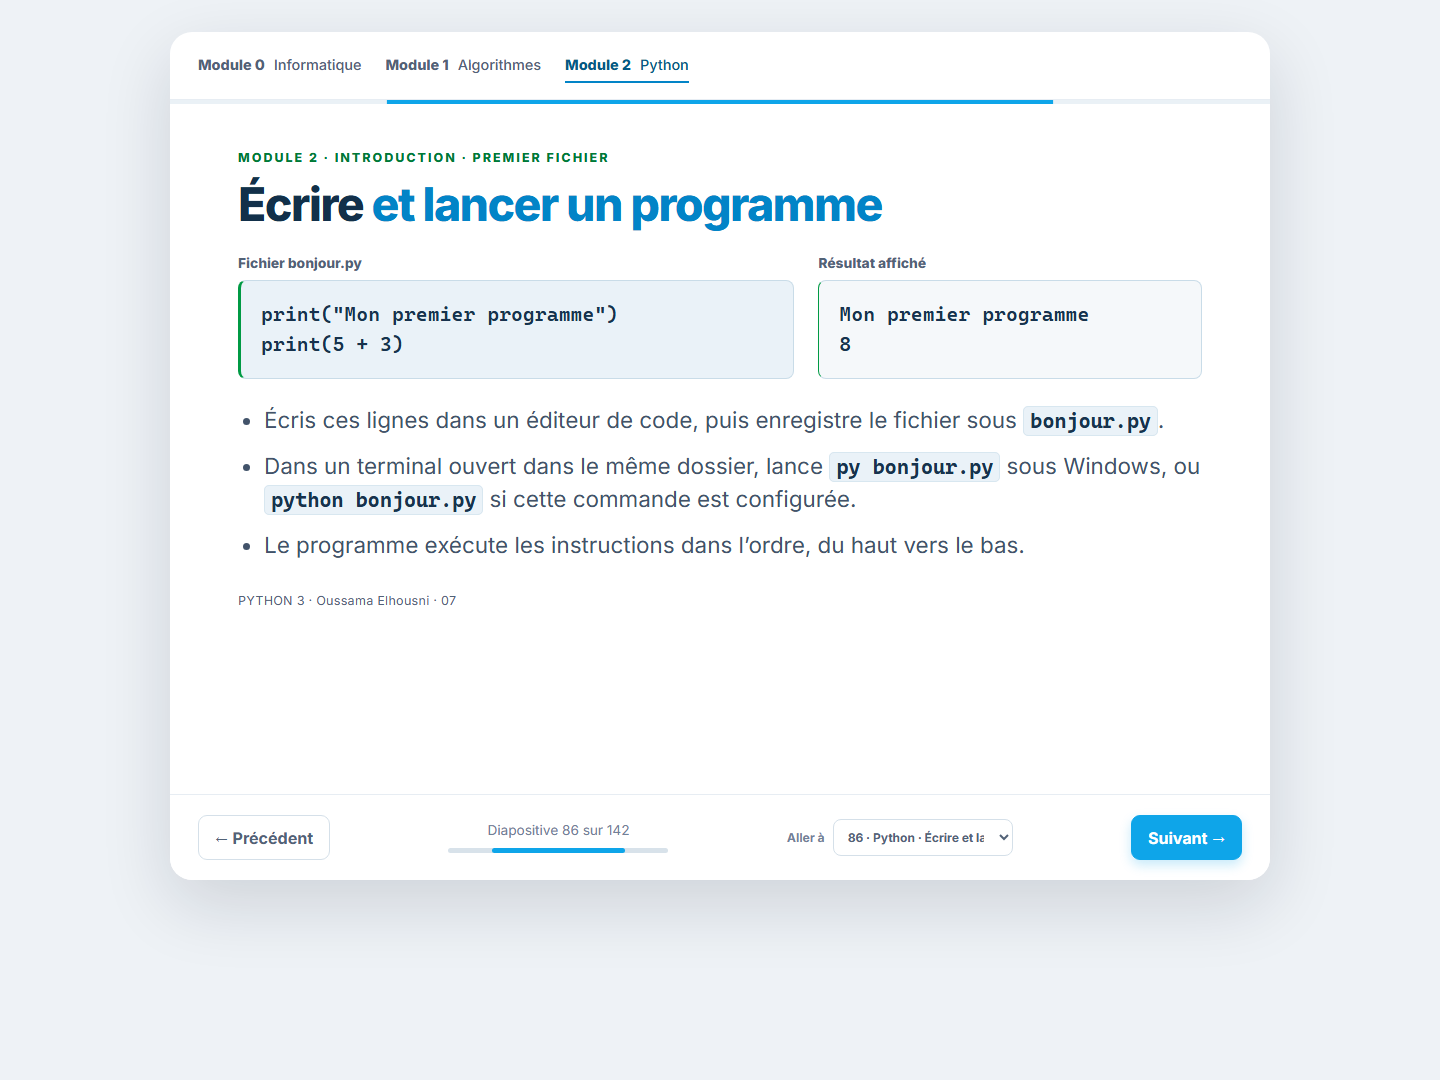 Module 0 Informatique Module 1 Algorithmes Module 2 Python
MODULE 2 · INTRODUCTION · PREMIER FICHIER
Écrire et lancer un programme
Fichier bonjour.py
print("Mon premier programme")
print(5 + 3)
Résultat affiché
Mon premier programme
8
• Écris ces lignes dans un éditeur de code, puis enregistre le fichier sous bonjour.py.
• Dans un terminal ouvert dans le même dossier, lance py bonjour.py sous Windows, ou
python bonjour.py si cette commande est configurée.
• Le programme exécute les instructions dans l’ordre, du haut vers le bas.
PYTHON 3 · Oussama Elhousni · 07
← Précédent
Diapositive 86 sur 142
Aller à 86 · Python · Écrire et la
Suivant →